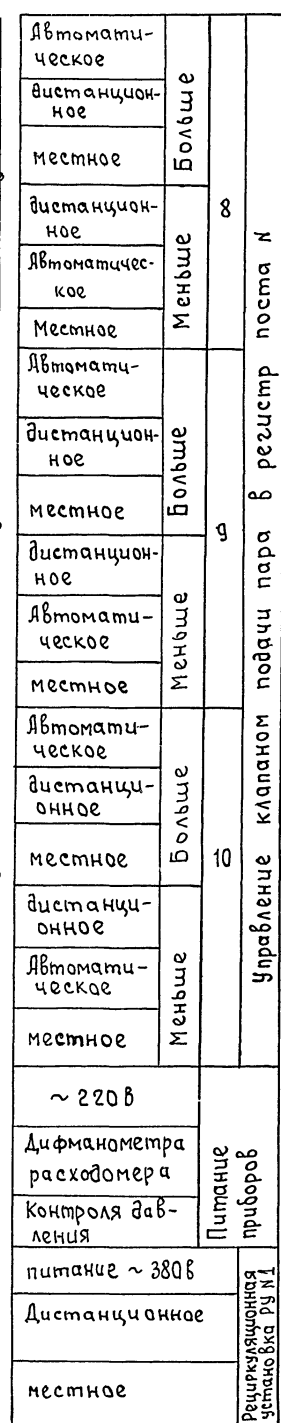 Автомати-
ческое
дистанцион-
ное
местное
Больше
дистанцион-
ное
Автоматичес-
кое
Местное
Меньше
8
Автомати-
ческое
дистанцион-
ное
местное
Больше
дистанцион-
ное
Автомати-
ческое
местное
Меньше
9
Автомати-
ческое
дистанци-
онное
местное
Больше
дистанци-
онное
Автомати-
ческое
местное
Меньше
10
Управление клапаном подачи пара в регистр поста N
~ 220в
Дифманометра
расходомера
Контроля дав-
ления
Питание
приборов
питание ~ 380в
Дистанционное
местное
Рециркуляционная
установка РУ N1